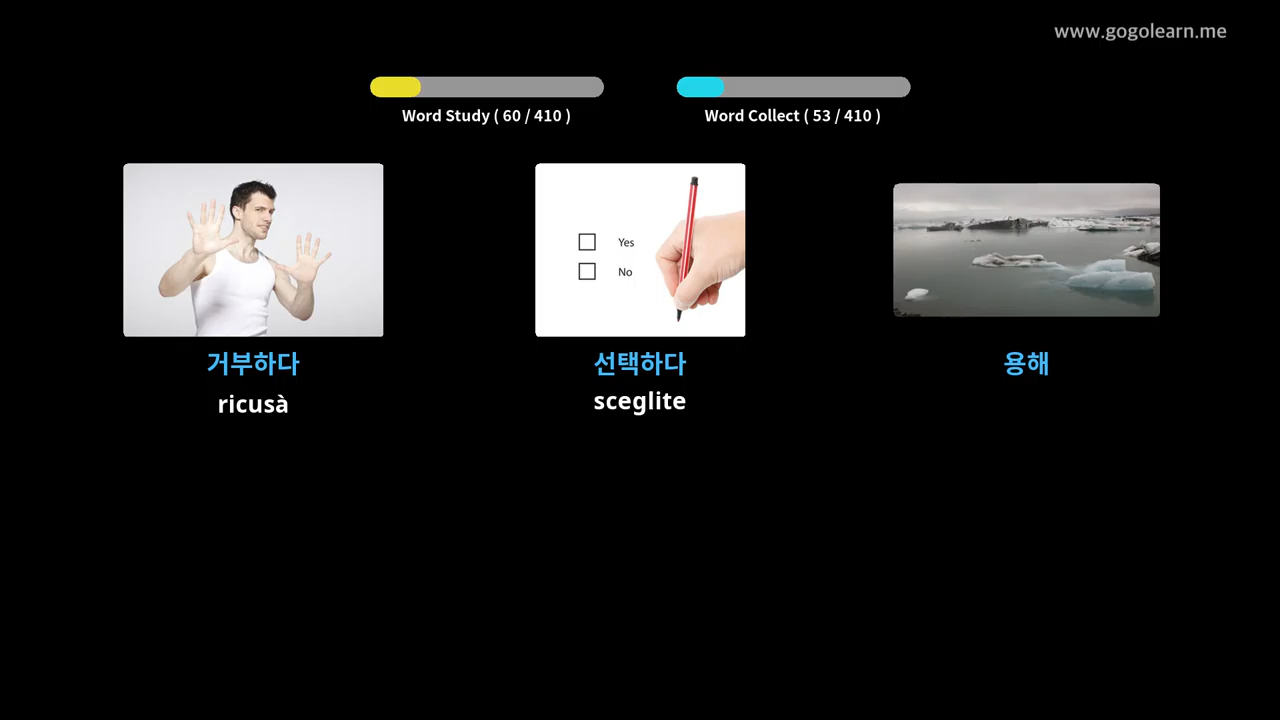 www.gogolearn.me
Word Study ( 60 / 410 )
Word Collect ( 53 / 410 )
Yes
No
거부하다
선택하다
용해
ricusà
sceglite